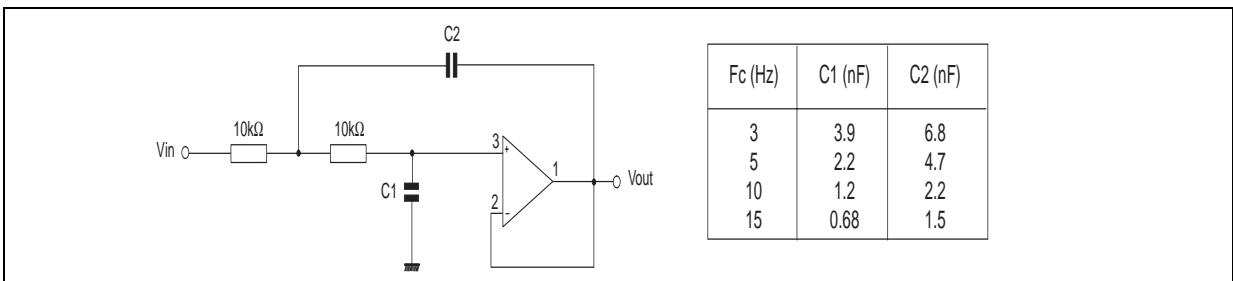 C2
10kΩ
10kΩ
Vin
3
+
1
Vout
C1
2
-
Fc (Hz) C1 (nF) C2 (nF)
3 3.9 6.8
5 2.2 4.7
10 1.2 2.2
15 0.68 1.5